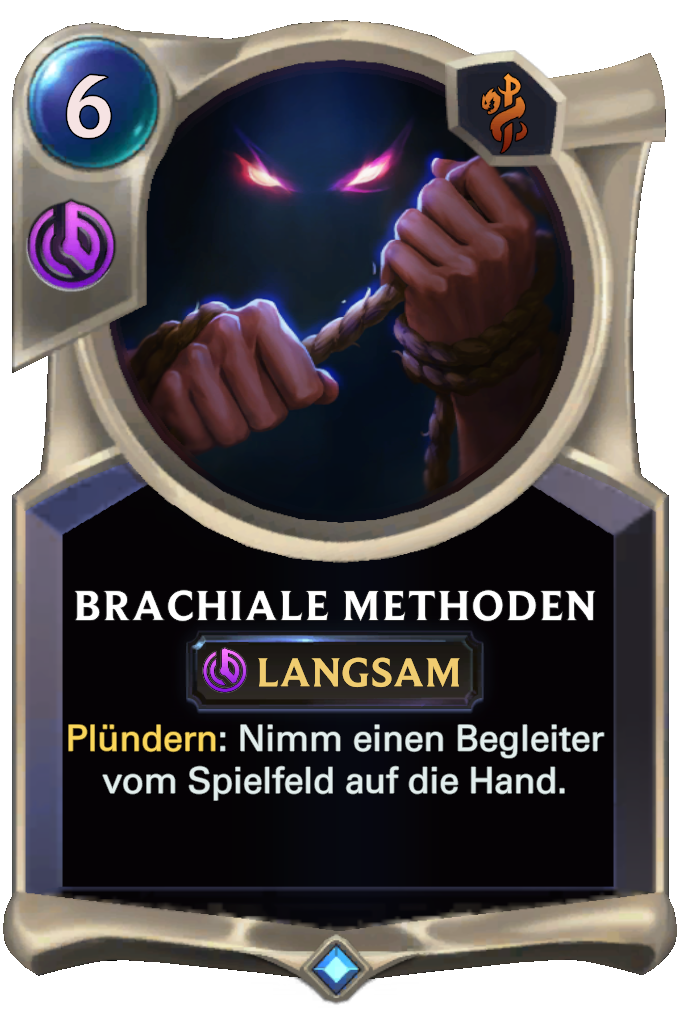 6
BRACHIALE METHODEN
LANGSAM
Plündern: Nimm einen Begleiter
vom Spielfeld auf die Hand.